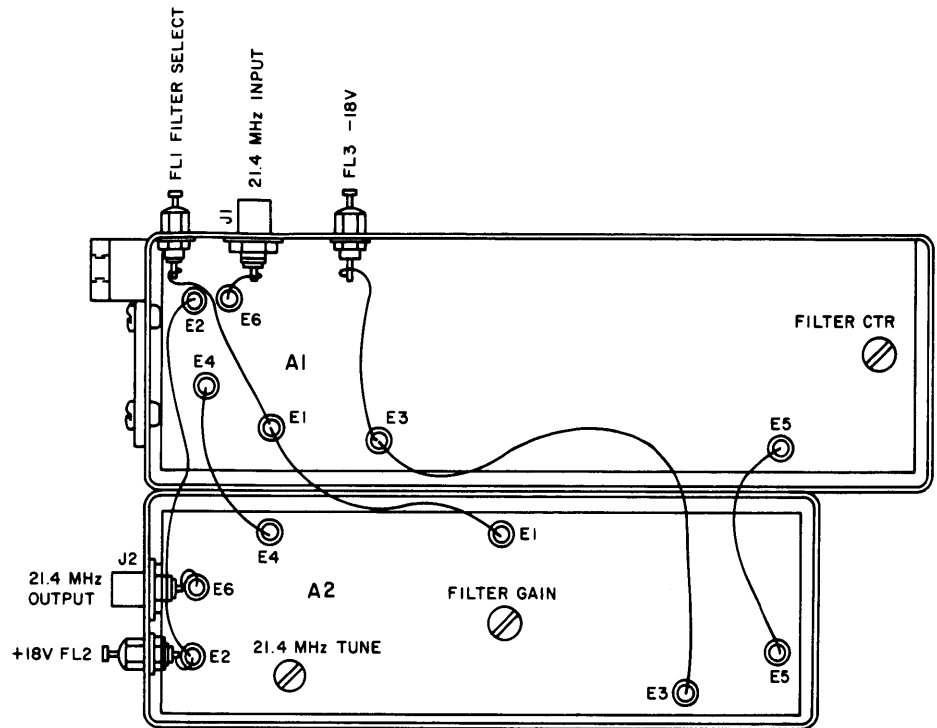 FL1 FILTER SELECT
21.4 MHz INPUT
FL3 -18V
J1
E2
E6
FILTER CTR
E4
A1
E1
E3
E5
J2
E4
E1
21.4 MHz
OUTPUT
E6
A2
FILTER GAIN
+18V FL2
E2
21.4 MHz TUNE
E3
E5